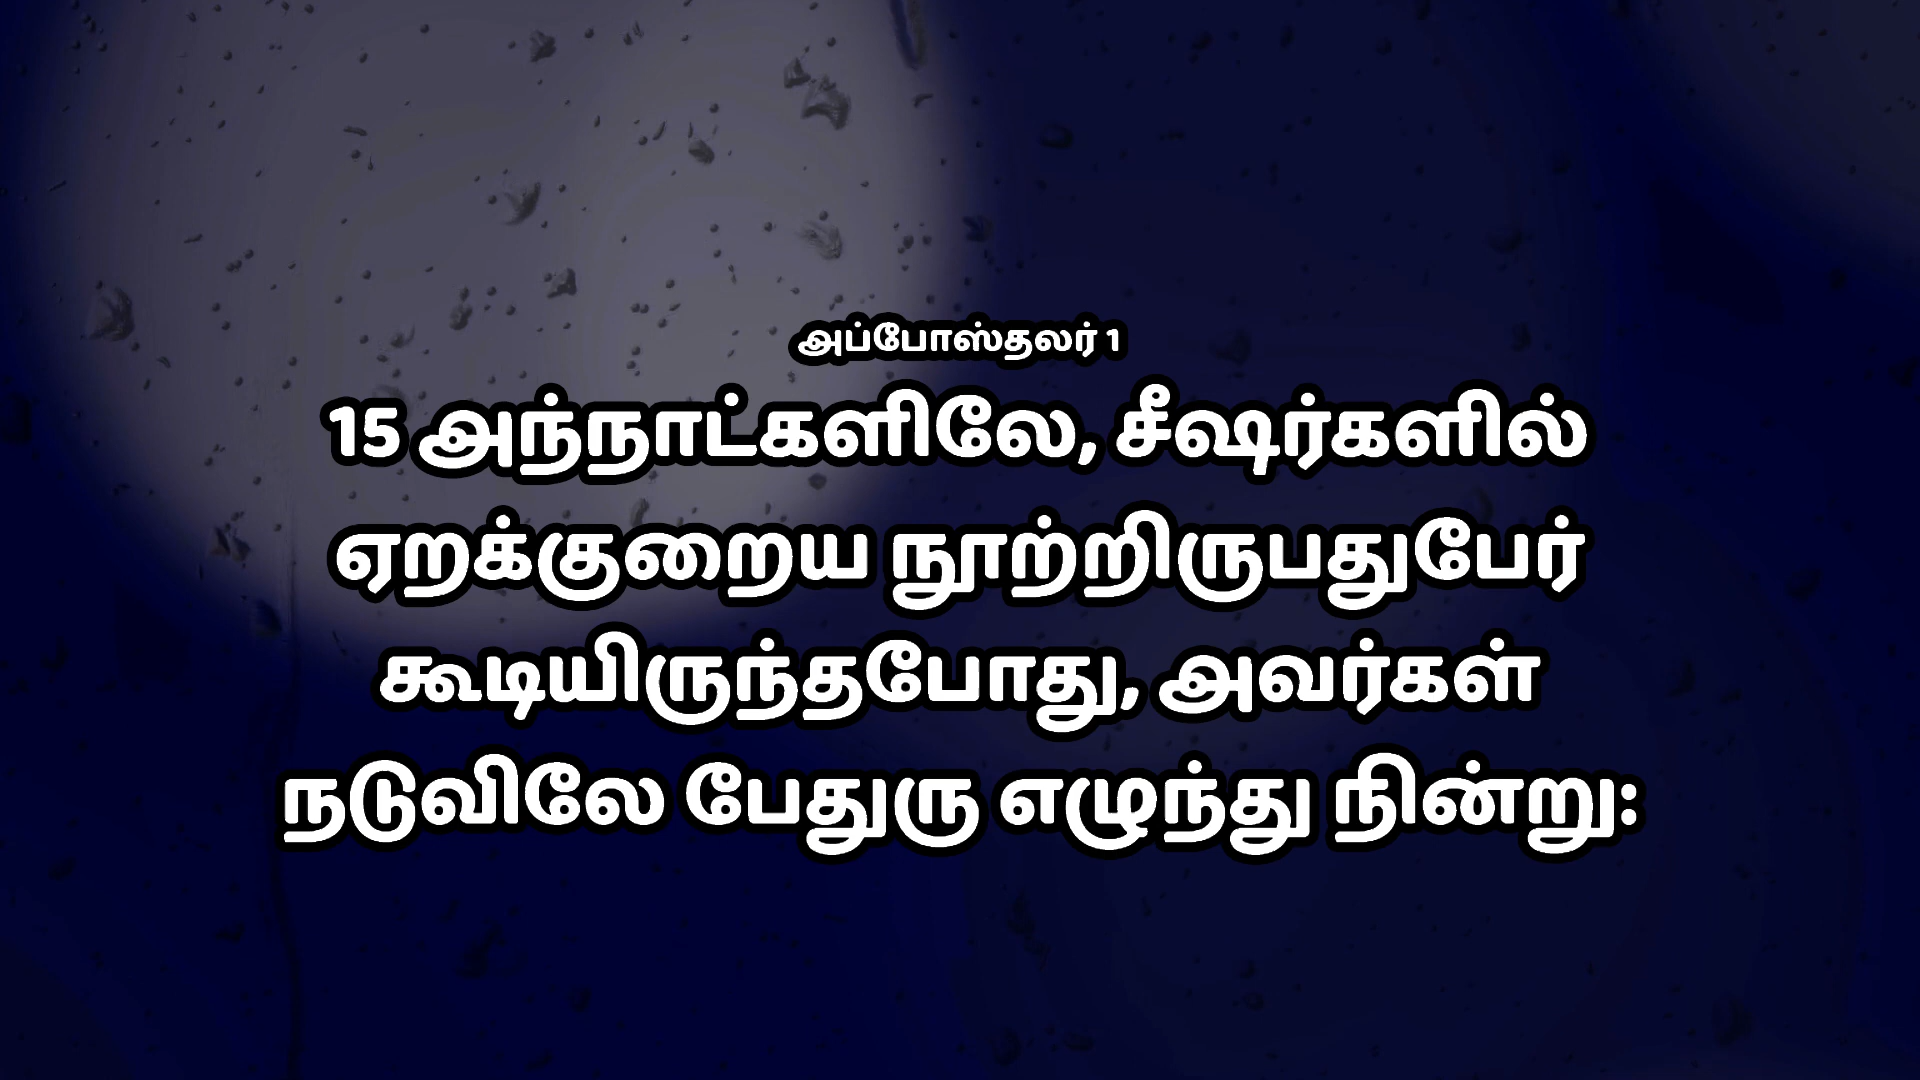 அப்போஸ்தலர் 1
15 அந்நாட்களிலே, சீஷர்களில்
ஏறக்குறைய நூற்றிருபதுபேர்
கூடியிருந்தபோது, அவர்கள்
நடுவிலே பேதுரு எழுந்து நின்று: